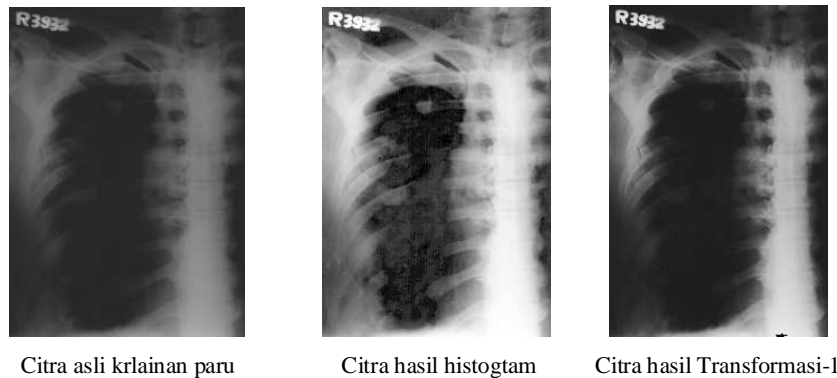 R3932 R3932 R3932
Citra asli krlainan paru Citra hasil histogtam Citra hasil Transformasi-1